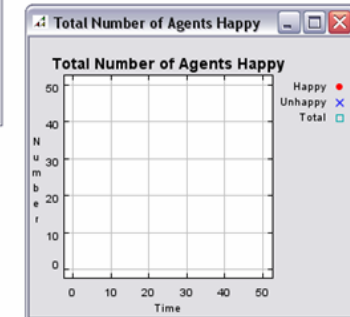 Total Number of Agents Happy
Total Number of Agents Happy
Happy
Unhappy
Total
Number
50
40
30
20
10
0
0 10 20 30 40 50
Time